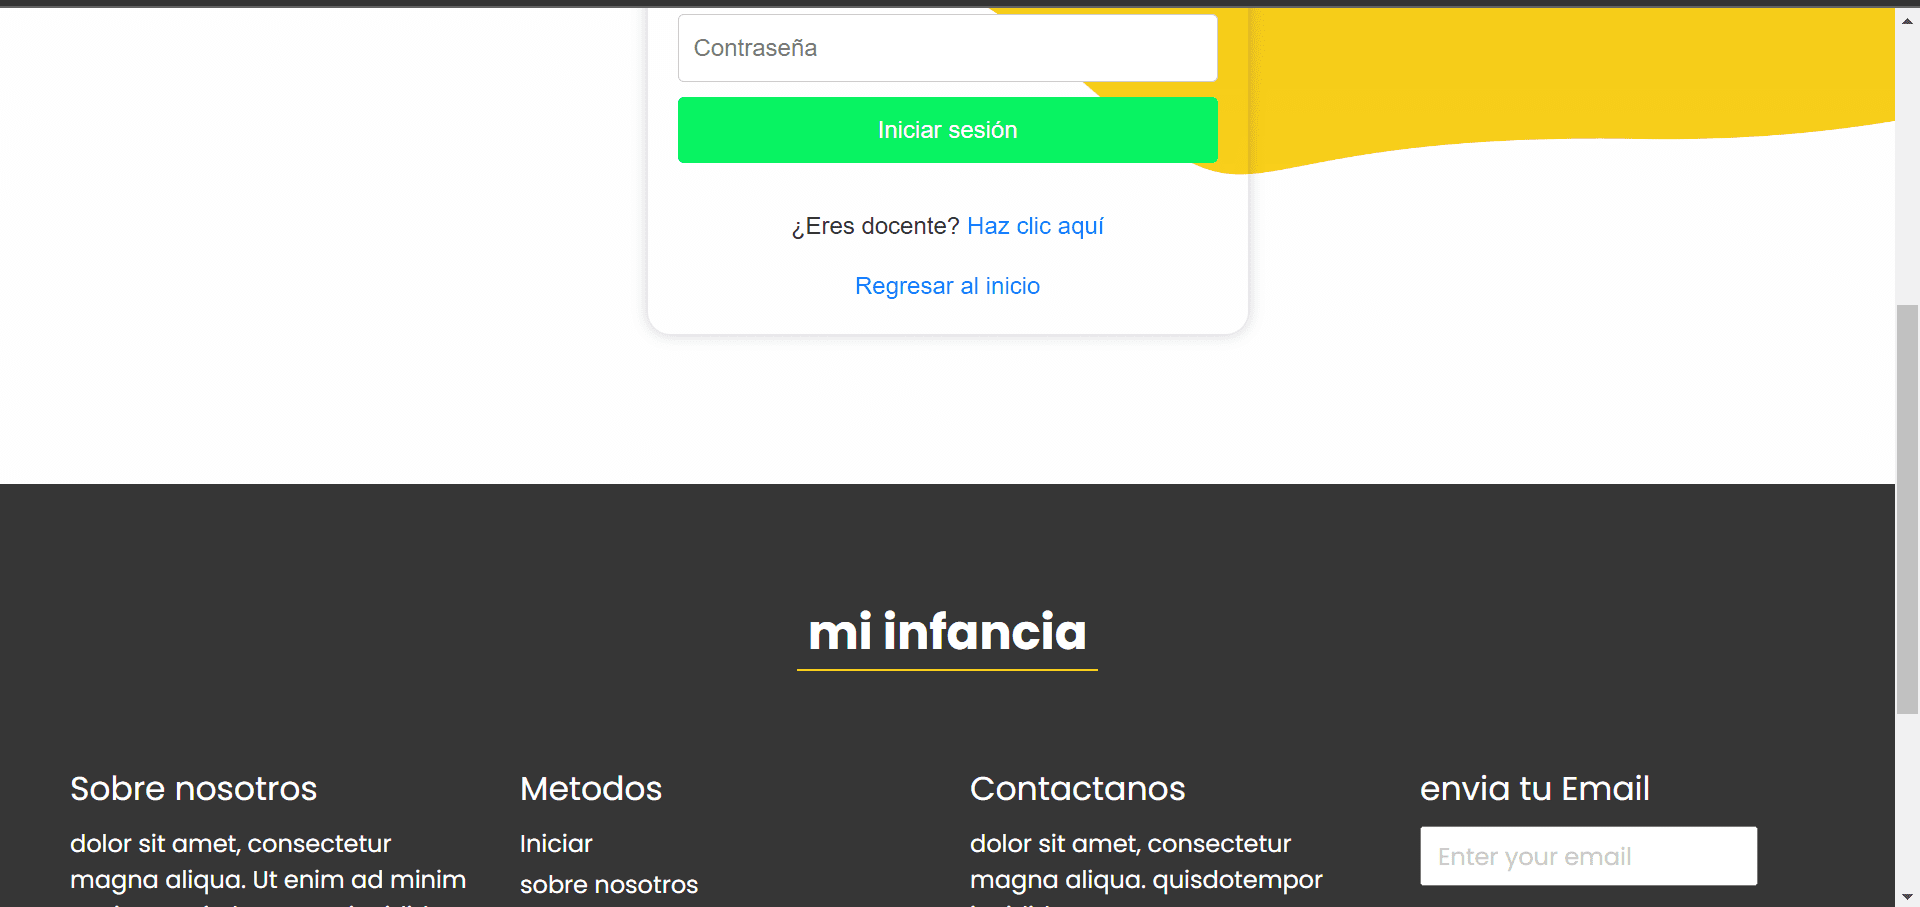 Contraseña
Iniciar sesión
¿Eres docente? Haz clic aquí
Regresar al inicio
mi infancia
Sobre nosotros
dolor sit amet, consectetur
magna aliqua. Ut enim ad minim
Metodos
Iniciar
sobre nosotros
Contactanos
dolor sit amet, consectetur
magna aliqua. quisdotempor
envia tu Email
Enter your email